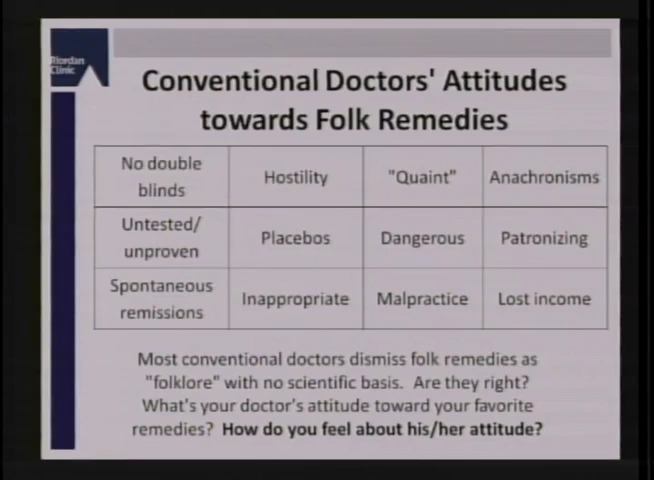 Riordan
Clinic
Conventional Doctors' Attitudes
towards Folk Remedies
No double
blinds
Hostility
"Quaint"
Anachronisms
Untested/
unproven
Placebos
Dangerous
Patronizing
Spontaneous
remissions
Inappropriate
Malpractice
Lost income
Most conventional doctors dismiss folk remedies as
"folklore" with no scientific basis. Are they right?
What's your doctor's attitude toward your favorite
remedies? How do you feel about his/her attitude?